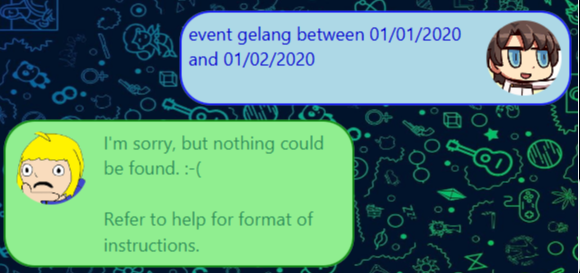 event gelang between 01/01/2020
and 01/02/2020
I'm sorry, but nothing could
be found. :-(
Refer to help for format of
instructions.